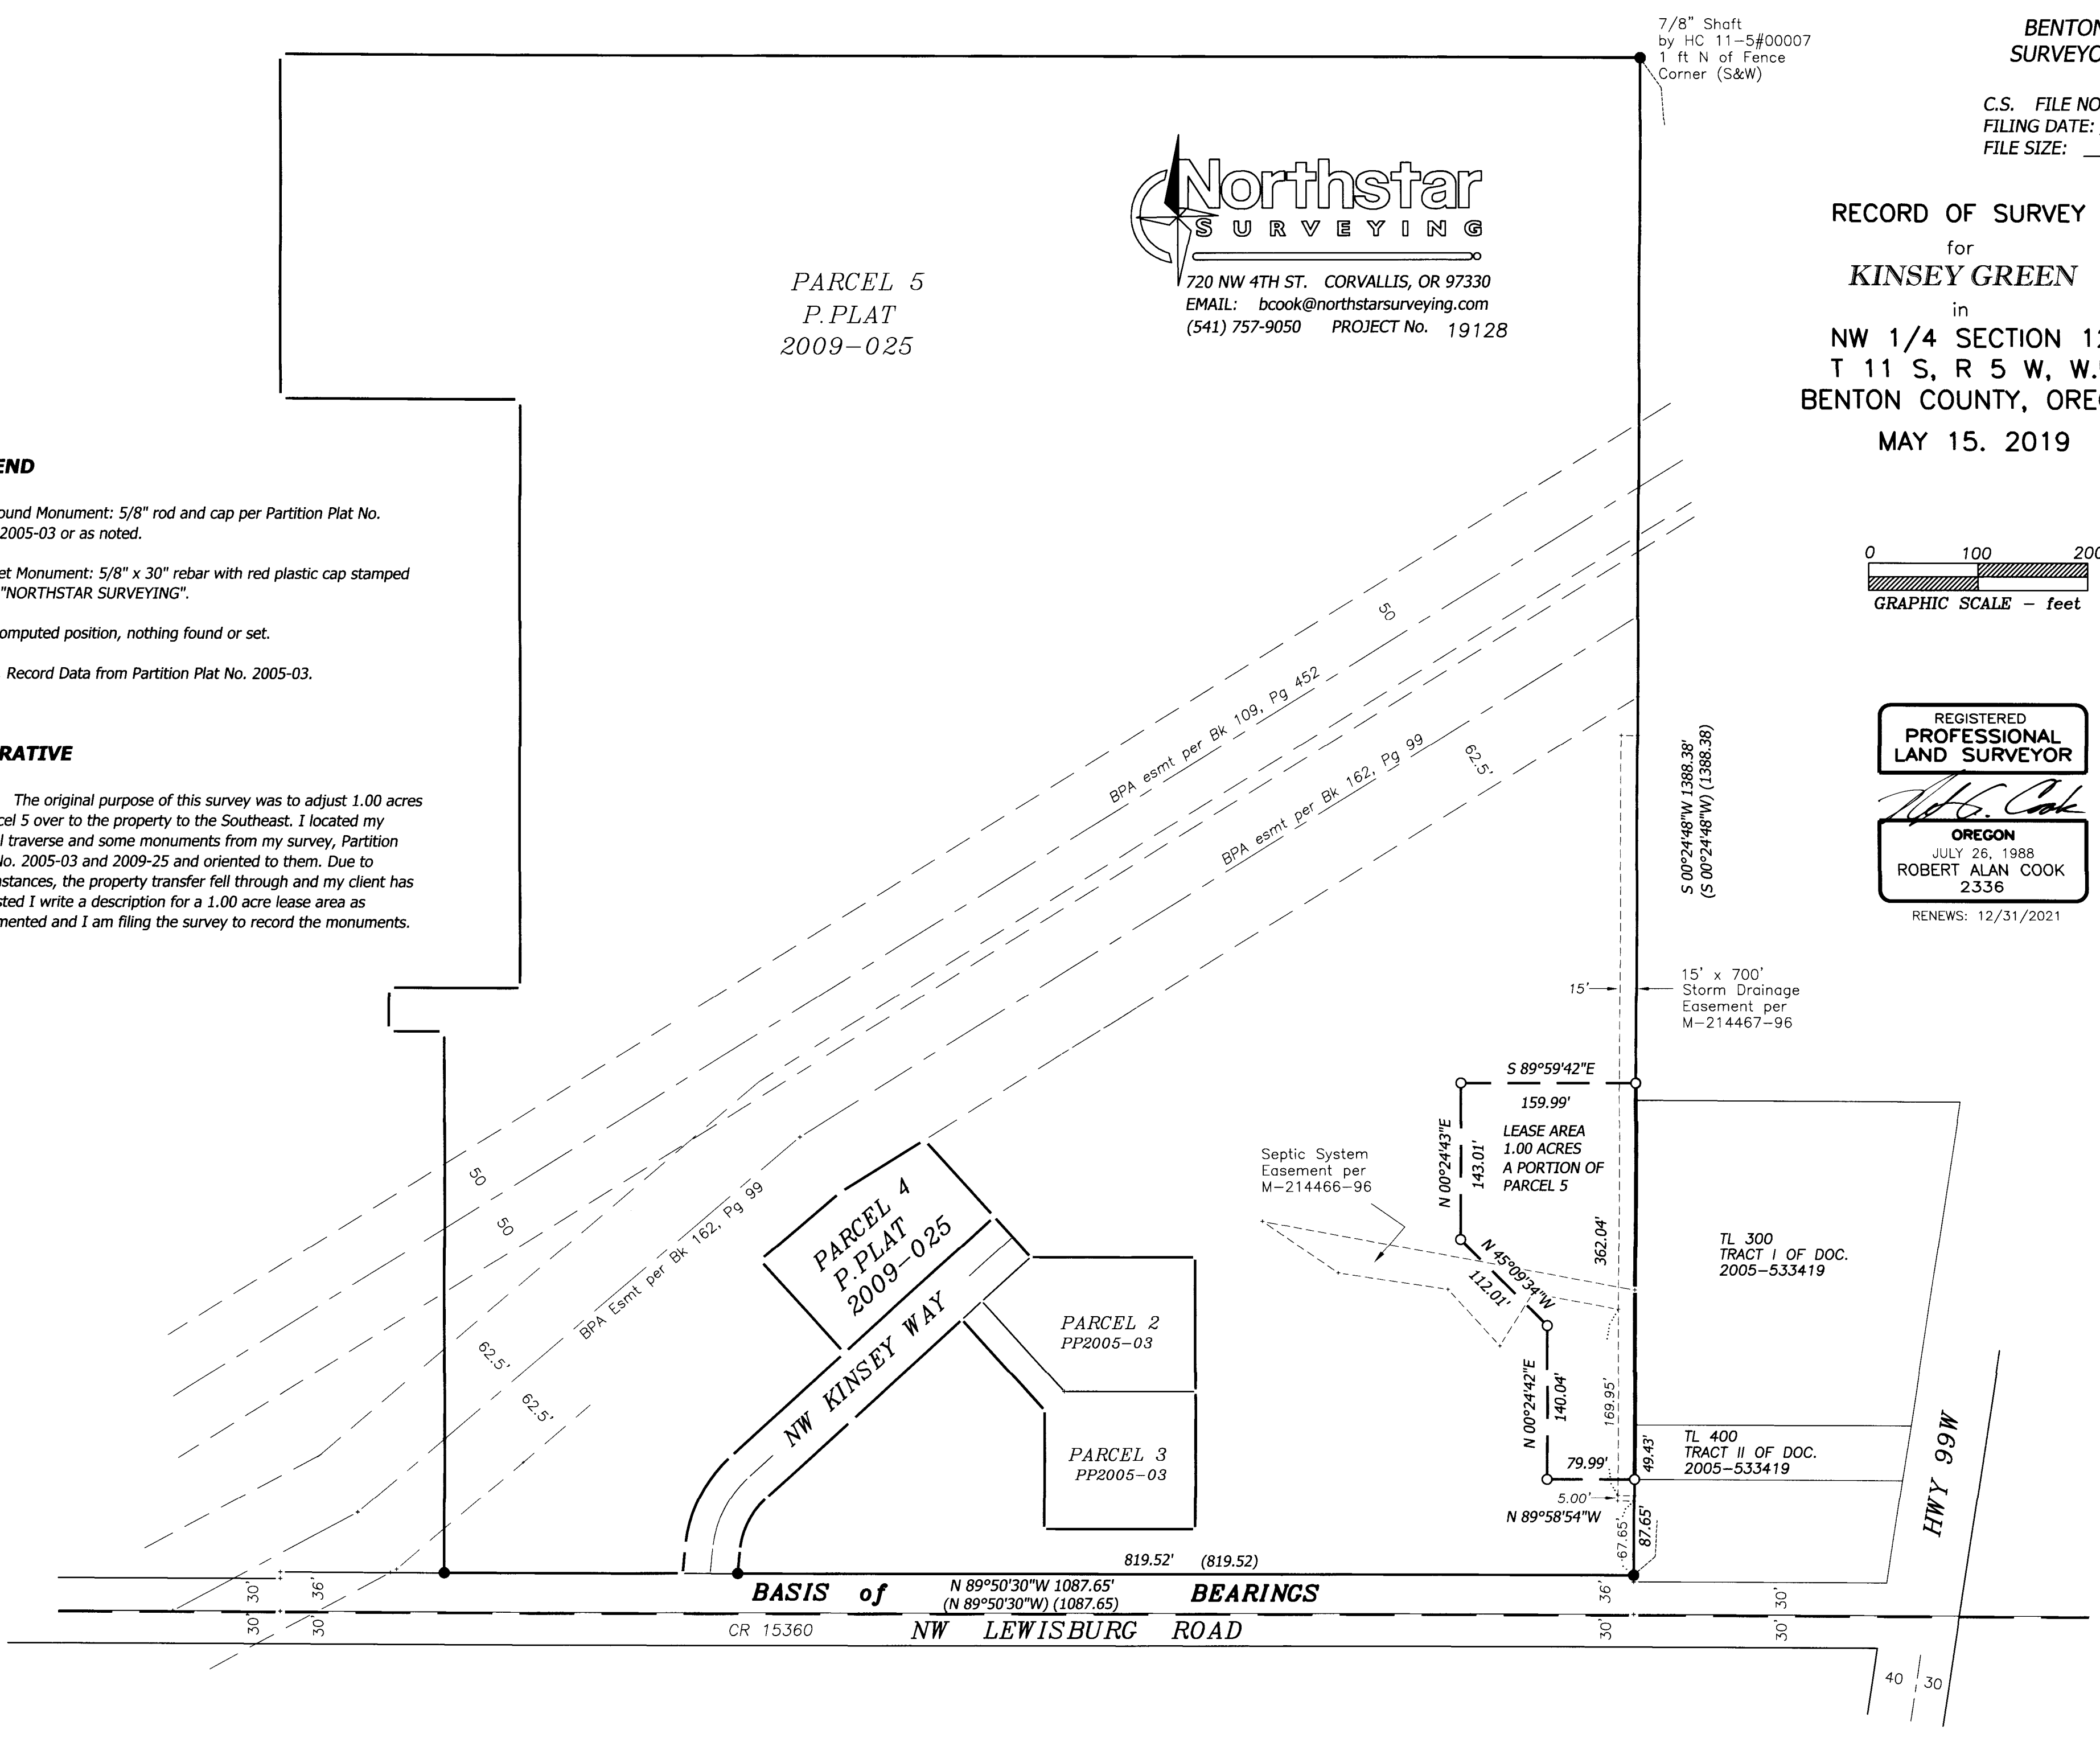 7/8" Shaft
by HC 11-5#00007
1 ft N of Fence
Corner (S&W)
BENTON
SURVEYO
C.S. FILE NO
FILING DATE:
FILE SIZE:
RECORD OF SURVEY
for
KINSEY GREEN
in
NW 1/4 SECTION 12
T 11 S, R 5 W, W.
BENTON COUNTY, ORE
MAY 15. 2019
0 100 200
GRAPHIC SCALE – feet
REGISTERED
PROFESSIONAL
LAND SURVEYOR
OREGON
JULY 26, 1988
ROBERT ALAN COOK
2336
RENEWS: 12/31/2021
Northstar
SURVEYING
720 NW 4TH ST. CORVALLIS, OR 97330
EMAIL: bcook@northstarsurveying.com
(541) 757-9050 PROJECT No. 19128
PARCEL 5
P.PLAT
2009-025
END
ound Monument: 5/8" rod and cap per Partition Plat No.
2005-03 or as noted.
et Monument: 5/8" x 30" rebar with red plastic cap stamped
"NORTHSTAR SURVEYING".
omputed position, nothing found or set.
Record Data from Partition Plat No. 2005-03.
RATIVE
The original purpose of this survey was to adjust 1.00 acres
cel 5 over to the property to the Southeast. I located my
l traverse and some monuments from my survey, Partition
No. 2005-03 and 2009-25 and oriented to them. Due to
nstances, the property transfer fell through and my client has
sted I write a description for a 1.00 acre lease area as
mented and I am filing the survey to record the monuments.
50
BPA esmt per Bk 109, Pg 452
BPA esmt per Bk 162, Pg 99
62.5'
S 00°24'48"W 1388.38'
(S 00°24'48"W) (1388.38)
15'
15' x 700'
Storm Drainage
Easement per
M-214467-96
S 89°59'42"E
159.99'
LEASE AREA
1.00 ACRES
A PORTION OF
PARCEL 5
N 00°24'43"E
143.01'
Septic System
Easement per
M-214466-96
N 45°09'34"W
112.01'
362.04'
TL 300
TRACT I OF DOC.
2005-533419
N 00°24'42"E
140.04'
169.95'
79.99'
49.43'
TL 400
TRACT II OF DOC.
2005-533419
5.00'
N 89°58'54"W
67.65'
87.65'
HWY 99W
50
50
BPA Esmt per Bk 162, Pg 99
62.5'
62.5'
PARCEL 4
P.PLAT
2009-025
NW KINSEY WAY
PARCEL 2
PP2005-03
PARCEL 3
PP2005-03
819.52' (819.52)
BASIS of BEARINGS
N 89°50'30"W 1087.65'
(N 89°50'30"W) (1087.65)
CR 15360 NW LEWISBURG ROAD
30' 36'
30' 30'
36' 30'
30' 30'
40 30